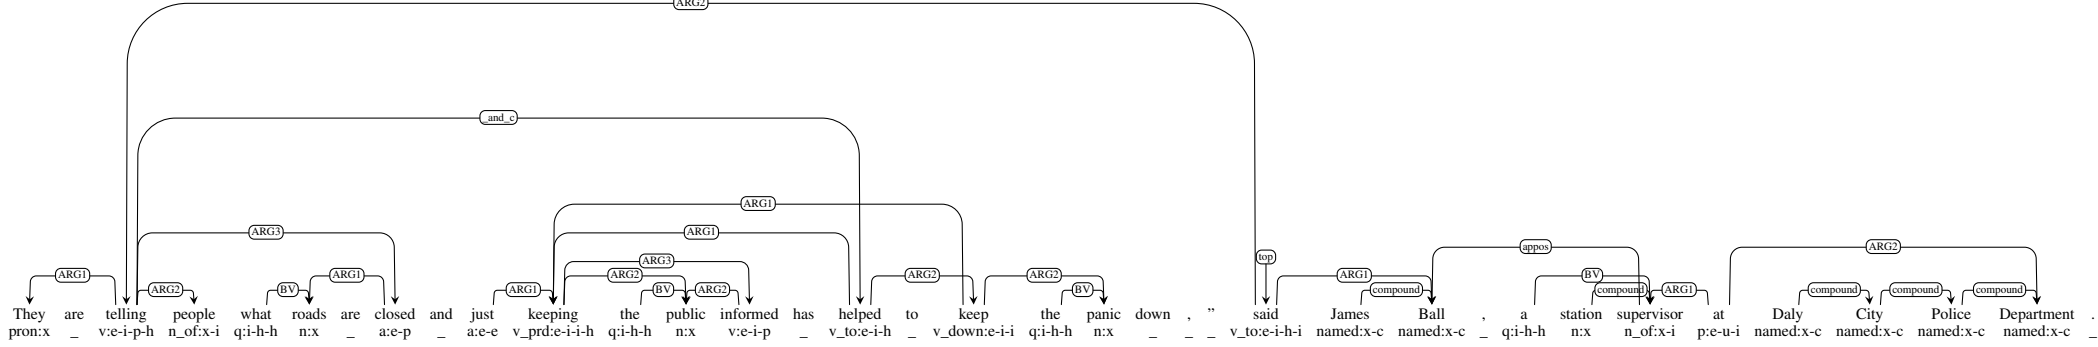 ARG2
_and_c
ARG1
ARG3 ARG1
appos ARG2
ARG3 top
ARG1 ARG1 ARG2 ARG2 ARG2 ARG1 BV
ARG2 BV ARG1 BV ARG2 BV compound compound ARG1 compound compound compound
They are telling people what roads are closed and just keeping the public informed has helped to keep the panic down , ” said James Ball , a station supervisor at Daly City Police Department .
pron:x _ v:e-i-p-h n_of:x-i q:i-h-h n:x _ a:e-p _ a:e-e v_prd:e-i-i-h q:i-h-h n:x v:e-i-p _ v_to:e-i-h _ v_down:e-i-i q:i-h-h n:x _ _ _ v_to:e-i-h-i named:x-c named:x-c _ q:i-h-h n:x n_of:x-i p:e-u-i named:x-c named:x-c named:x-c named:x-c _